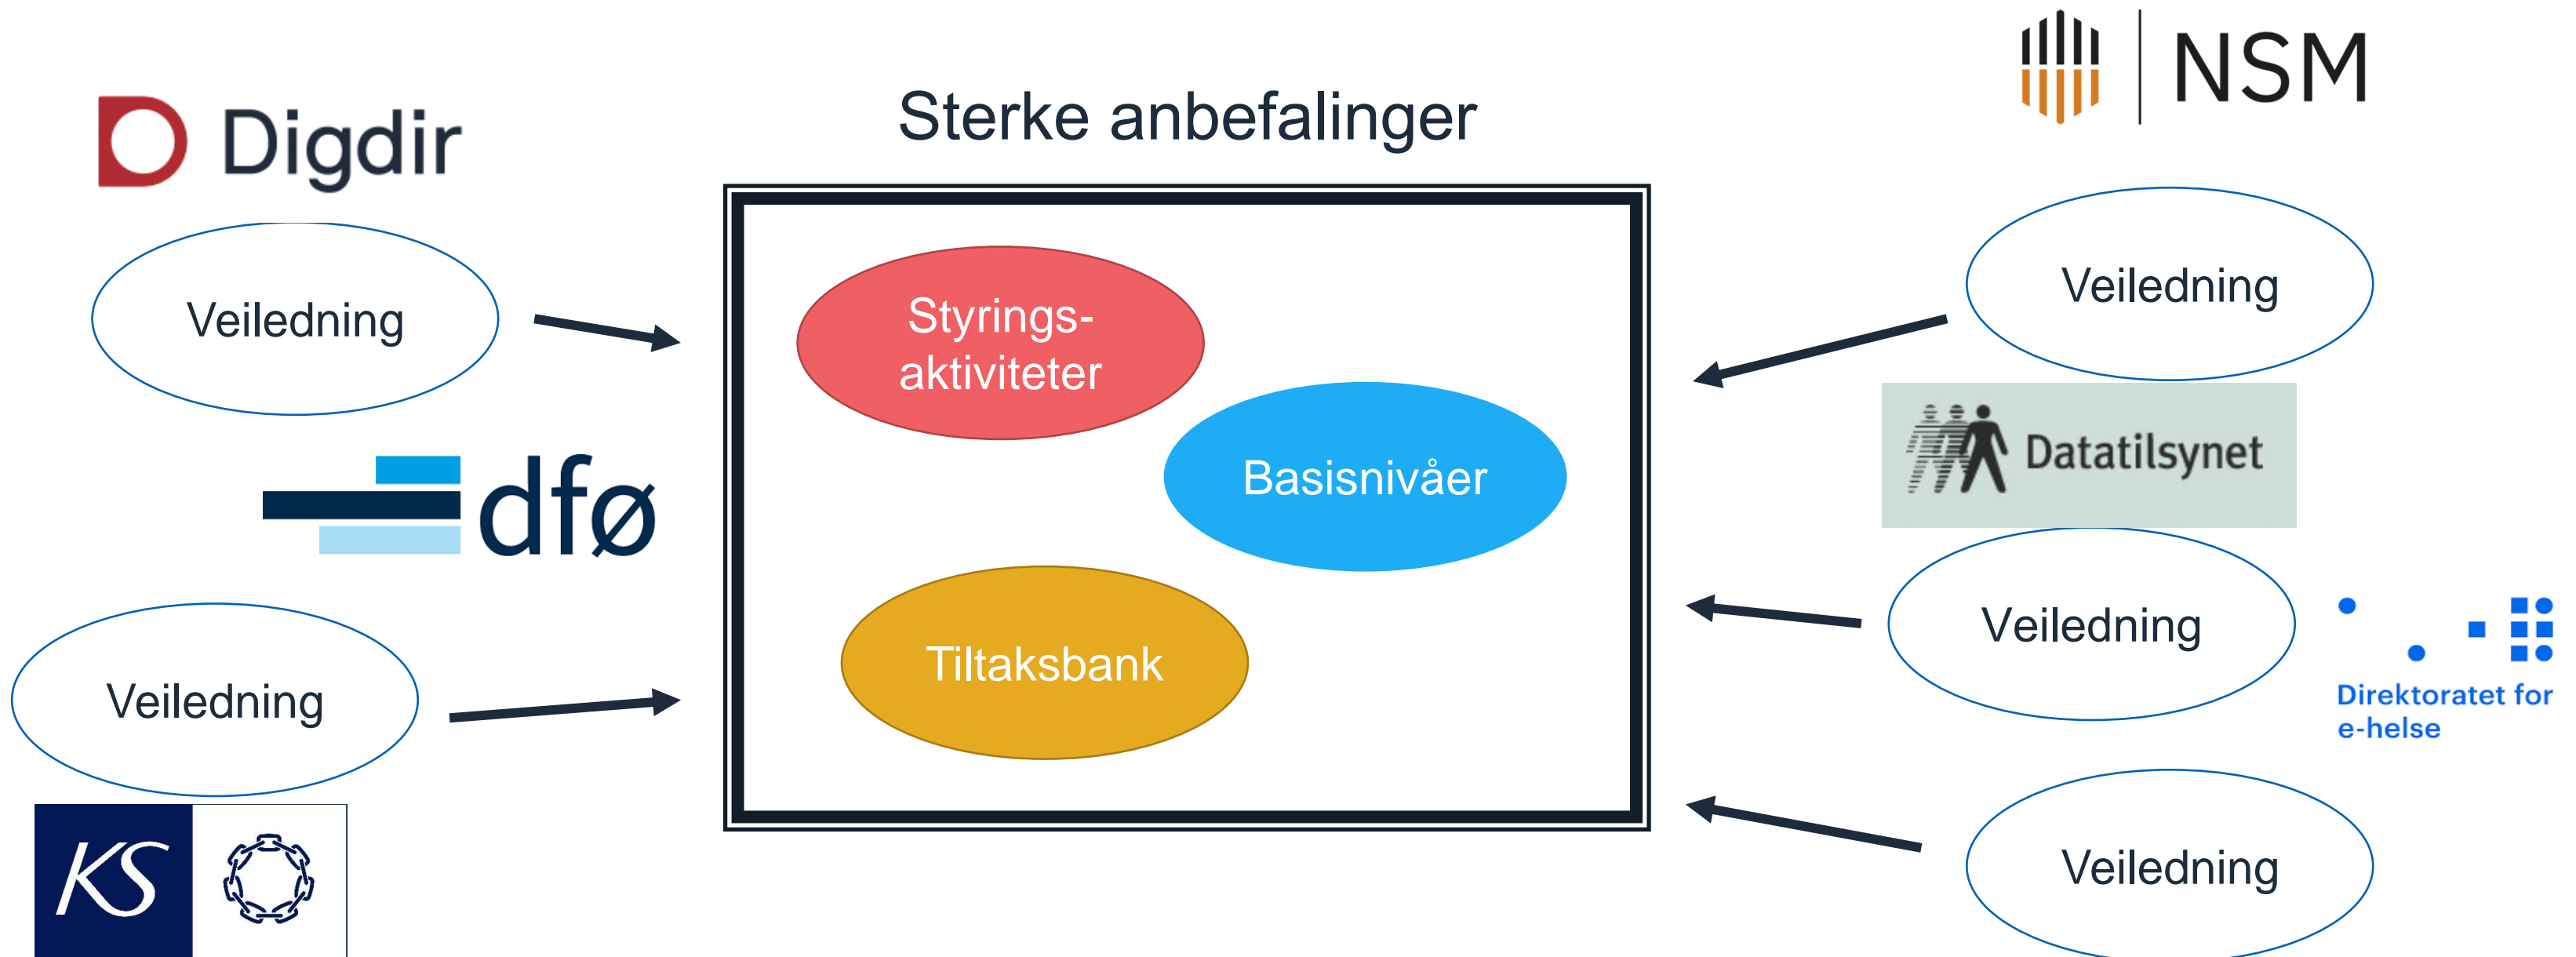 Digdir
Sterke anbefalinger
NSM
Veiledning
Styrings-
aktiviteter
Veiledning
Datatilsynet
dfø
Basisnivåer
Veiledning
Tiltaksbank
Veiledning
Direktoratet for
e-helse
KS
Veiledning